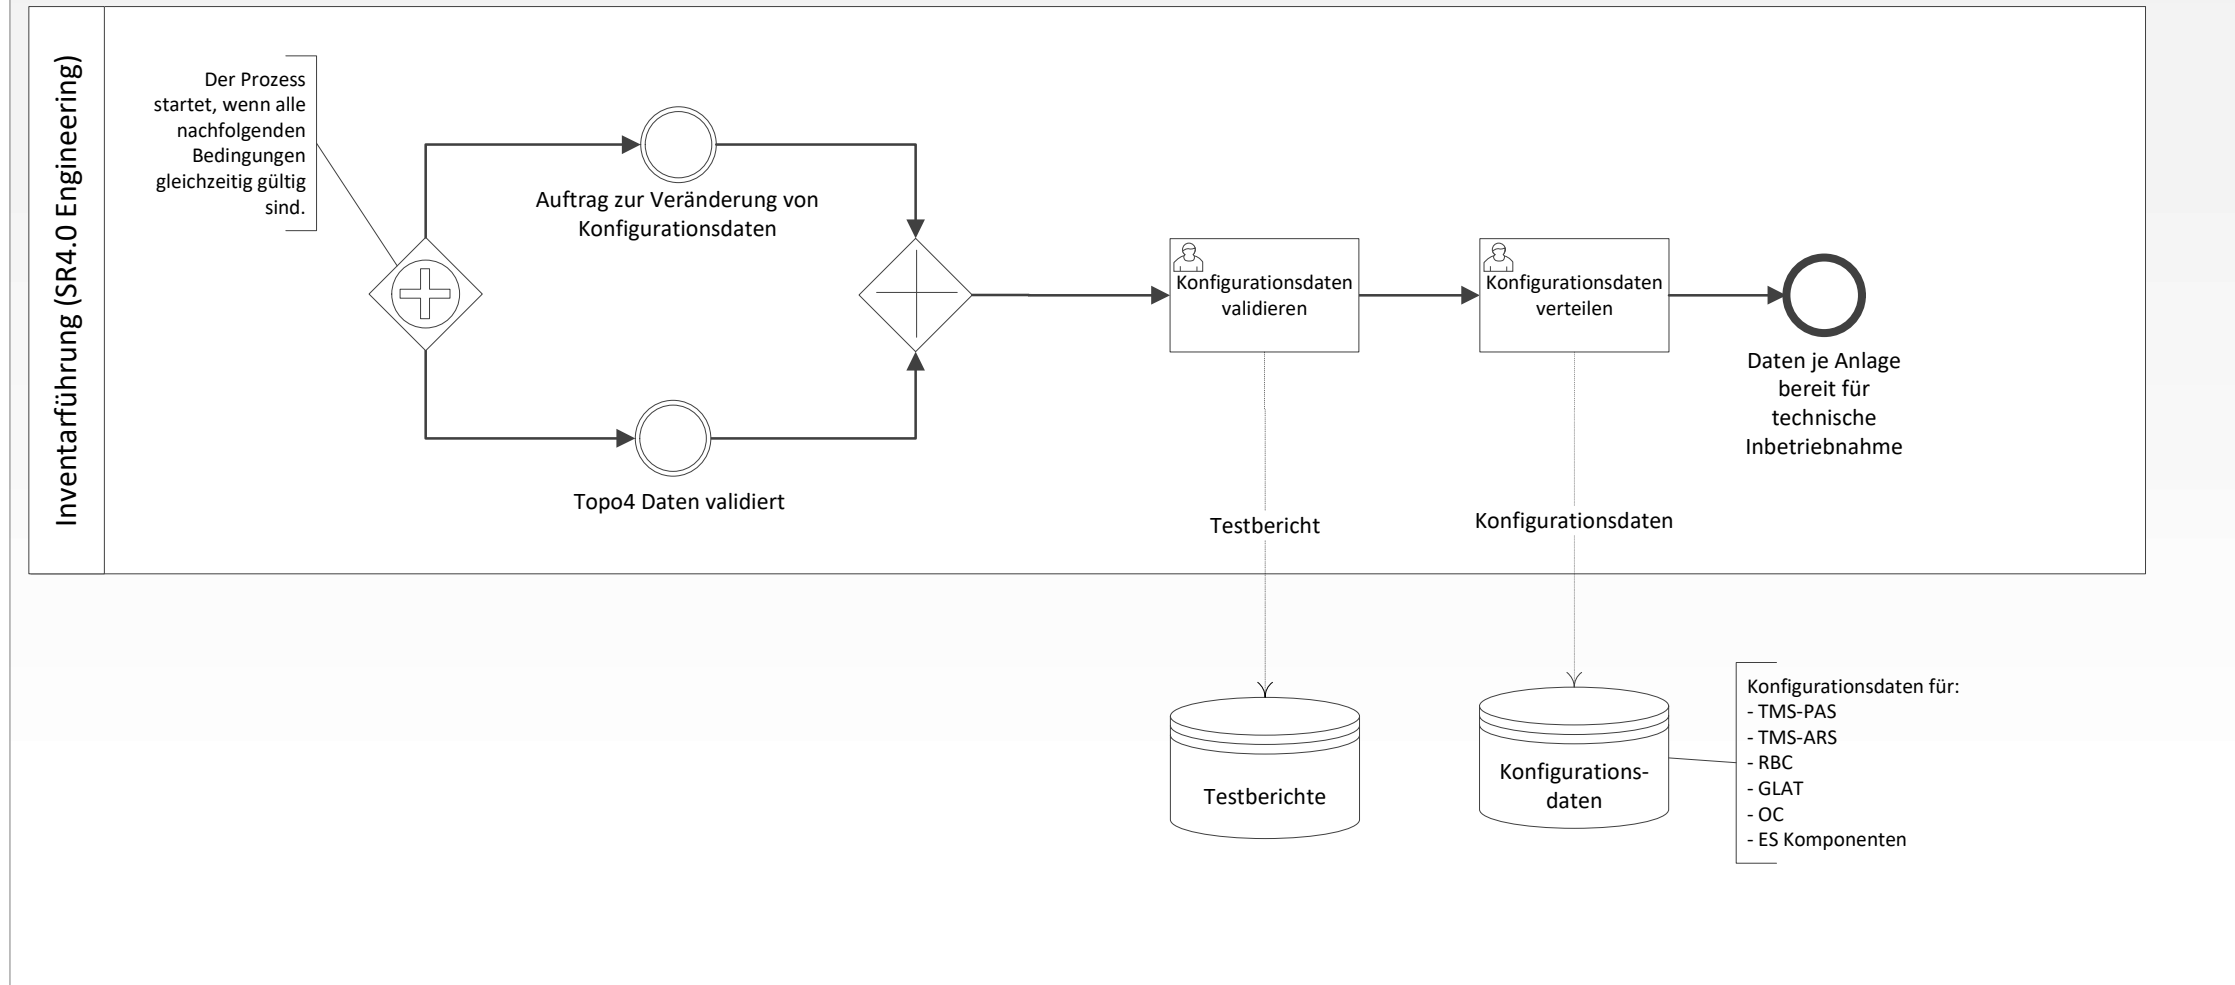 Inventarführung (SR4.0 Engineering)
Der Prozess
startet, wenn alle
nachfolgenden
Bedingungen
gleichzeitig gültig
sind.
Auftrag zur Veränderung von
Konfigurationsdaten
Topo4 Daten validiert
Konfigurationsdaten
validieren
Konfigurationsdaten
verteilen
Daten je Anlage
bereit für
technische
Inbetriebnahme
Testbericht
Konfigurationsdaten
Testberichte
Konfigurations-
daten
Konfigurationsdaten für:
- TMS-PAS
- TMS-ARS
- RBC
- GLAT
- OC
- ES Komponenten